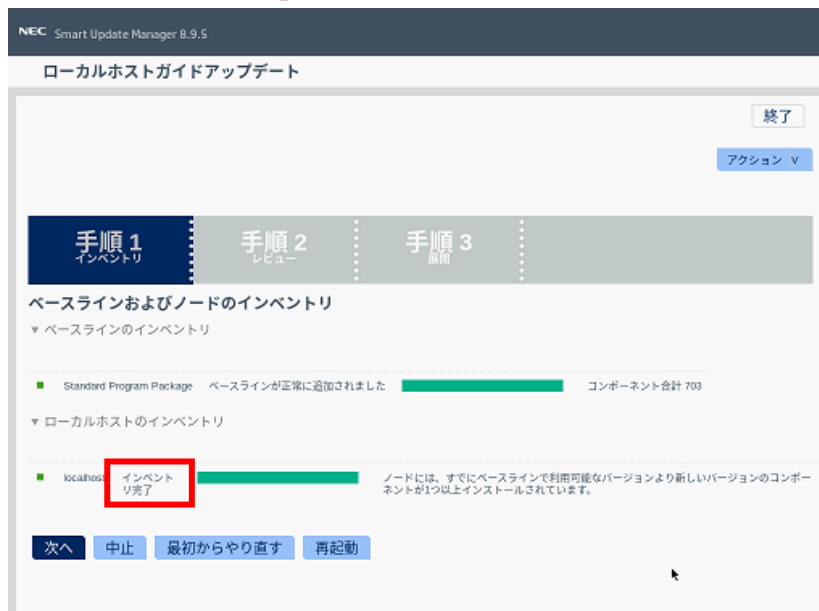 NEC Smart Update Manager 8.9.5
ローカルホストガイドアップデート
終了
アクション ∨
手順 1
インベントリ
手順 2
レビュー
手順 3
展開
ベースラインおよびノードのインベントリ
▼ ベースラインのインベントリ
Standard Program Package ベースラインが正常に追加されました コンポーネント合計 703
▼ ローカルホストのインベントリ
localhost インベント
リ完了
ノードには、すでにベースラインで利用可能なバージョンより新しいバージョンのコンポー
ネントが1つ以上インストールされています。
次へ 中止 最初からやり直す 再起動